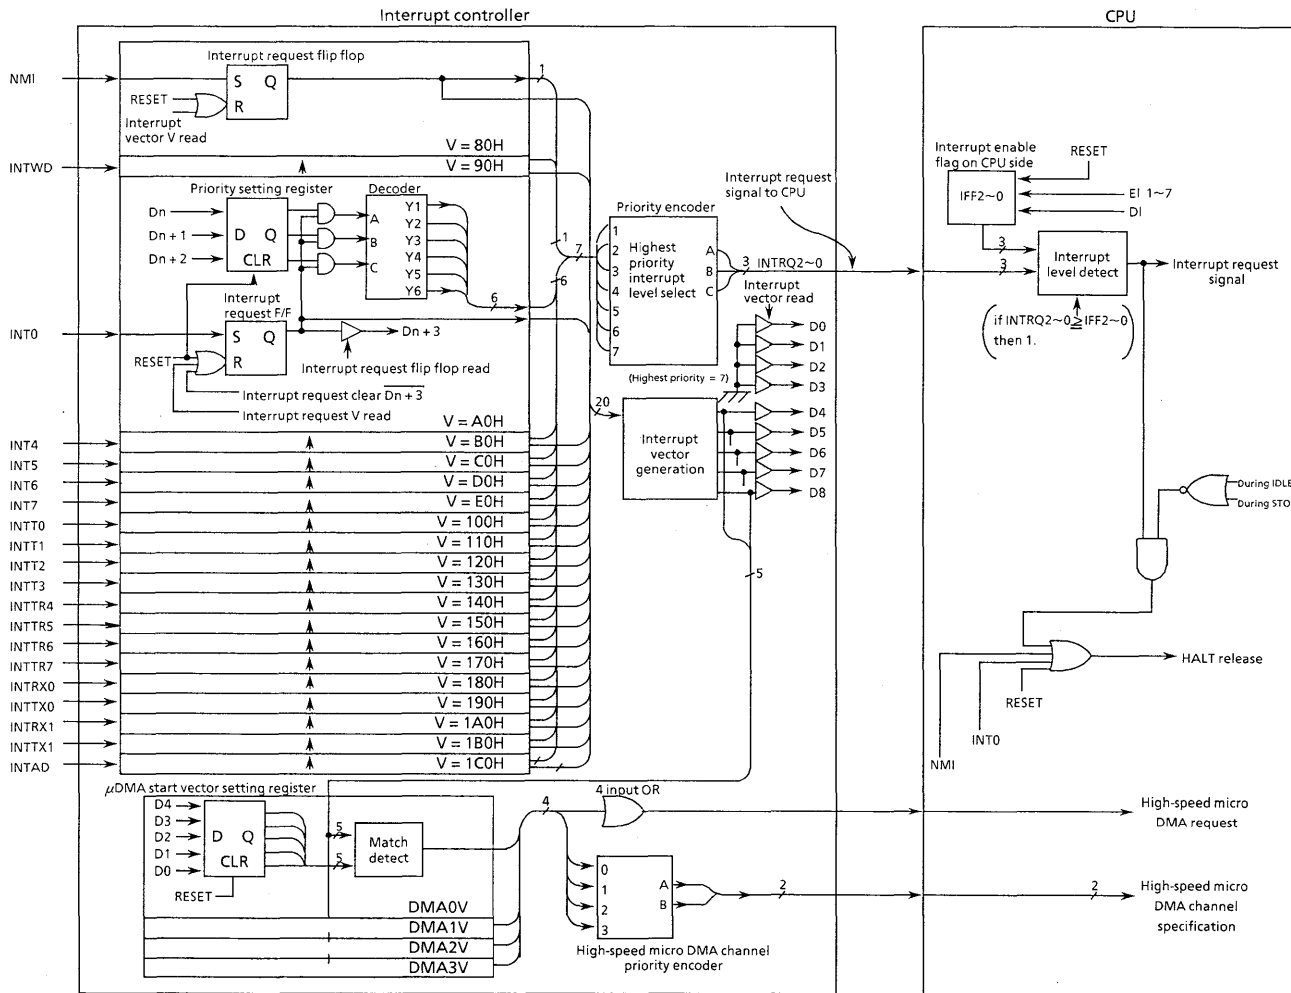 Interrupt controller
CPU
NMI
Interrupt request flip flop
S Q
R
RESET
Interrupt
vector V read
1
V = 80H
INTWD
V = 90H
Priority setting register
Decoder
Dn
Dn + 1
Dn + 2
D Q
CLR
A
B
C
Y1
Y2
Y3
Y4
Y5
Y6
6
1
7
6
Interrupt
request F/F
INT0
S Q
R
RESET
Dn + 3
Interrupt request flip flop read
Interrupt request clear Dn + 3
Interrupt request V read
V = A0H
INT4
V = B0H
INT5
V = C0H
INT6
V = D0H
INT7
V = E0H
INTT0
V = 100H
INTT1
V = 110H
INTT2
V = 120H
INTT3
V = 130H
INTTR4
V = 140H
INTTR5
V = 150H
INTTR6
V = 160H
INTTR7
V = 170H
INTRX0
V = 180H
INTTX0
V = 190H
INTRX1
V = 1A0H
INTTX1
V = 1B0H
INTAD
V = 1C0H
Interrupt request
signal to CPU
Priority encoder
1
2
3
4
5
6
7
Highest
priority
interrupt
level select
A
B
C
3
INTRQ2~0
(Highest priority = 7)
Interrupt
vector read
D0
D1
D2
D3
D4
D5
D6
D7
D8
20
Interrupt
vector
generation
5
Interrupt enable
flag on CPU side
IFF2~0
RESET
EI 1~7
DI
3
3
Interrupt
level detect
Interrupt request
signal
if INTRQ2~0 ≧ IFF2~0
then 1.
During IDLE
During STO
HALT release
RESET
INT0
NMI
μDMA start vector setting register
D4
D3
D2
D1
D0
D Q
CLR
RESET
5
5
Match
detect
DMA0V
DMA1V
DMA2V
DMA3V
4
4 input OR
0
1
2
3
A
B
2
High-speed micro DMA channel
priority encoder
High-speed micro
DMA request
2
High-speed micro
DMA channel
specification